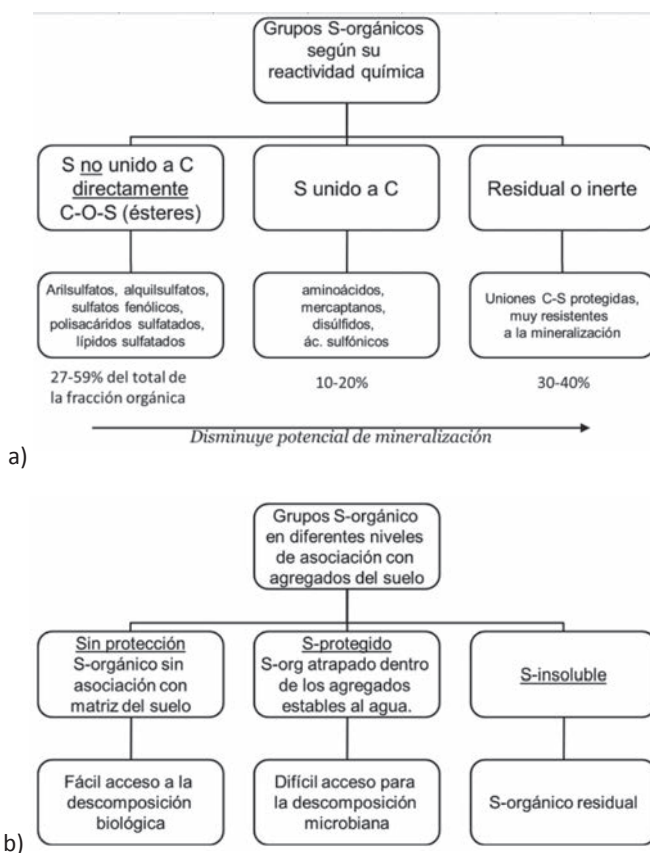 Grupos S-orgánicos
según su
reactividad química
S no unido a C
directamente
C-O-S (ésteres)
S unido a C
Residual o inerte
Arilsulfatos, alquilsulfatos,
sulfatos fenólicos,
polisacáridos sulfatados,
lípidos sulfatados
aminoácidos,
mercaptanos,
disúlfidos,
ác. sulfónicos
Uniones C-S protegidas,
muy resistentes
a la mineralización
27-59% del total de
la fracción orgánica
10-20%
30-40%
Disminuye potencial de mineralización
a)
Grupos S-orgánico
en diferentes niveles
de asociación con
agregados del suelo
Sin protección
S-orgánico sin
asociación con
matriz del suelo
S-protegido
S-org atrapado dentro
de los agregados
estables al agua.
S-insoluble
Fácil acceso a la
descomposición
biológica
Difícil acceso para
la descomposición
microbiana
S-orgánico residual
b)